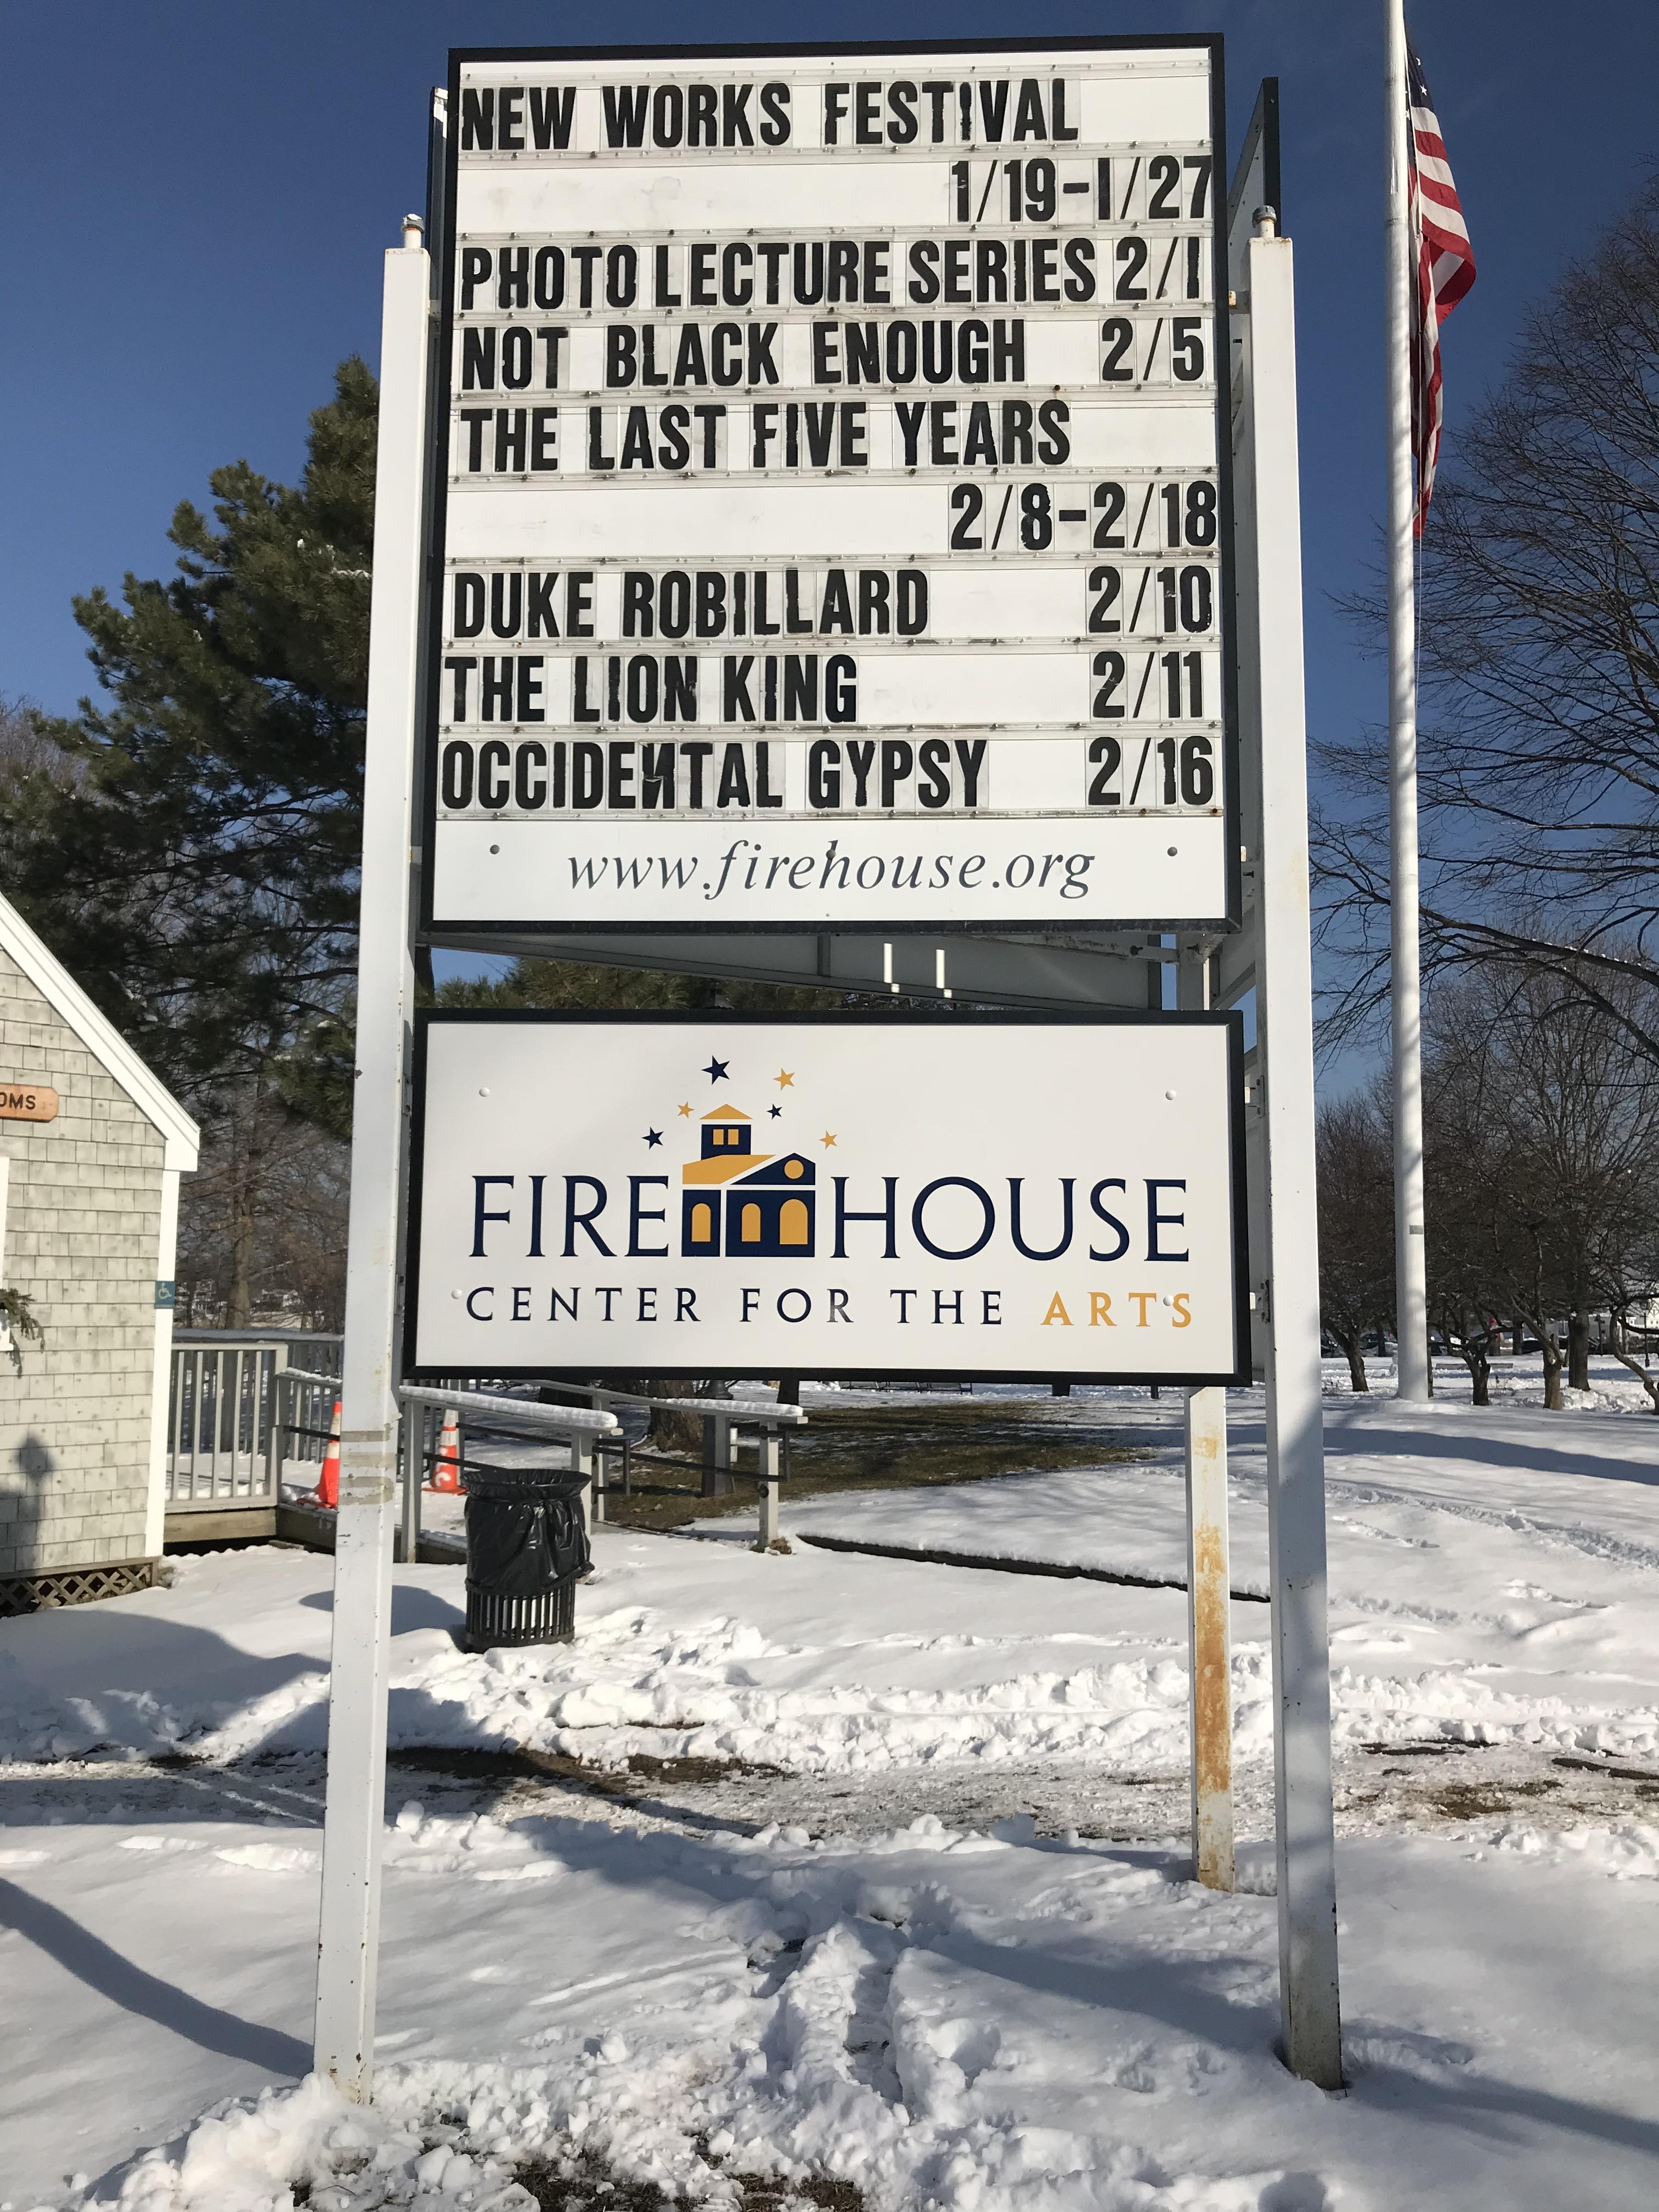 NEW WORKS FESTIVAL
1/19-1/27
PHOTO LECTURE SERIES 2/1
NOT BLACK ENOUGH 2/5
THE LAST FIVE YEARS
2/8-2/18
DUKE ROBILLARD 2/10
THE LION KING 2/11
OCCIDENTAL GYPSY 2/16
www.firehouse.org
FIREHOUSE
CENTER FOR THE ARTS
OMS